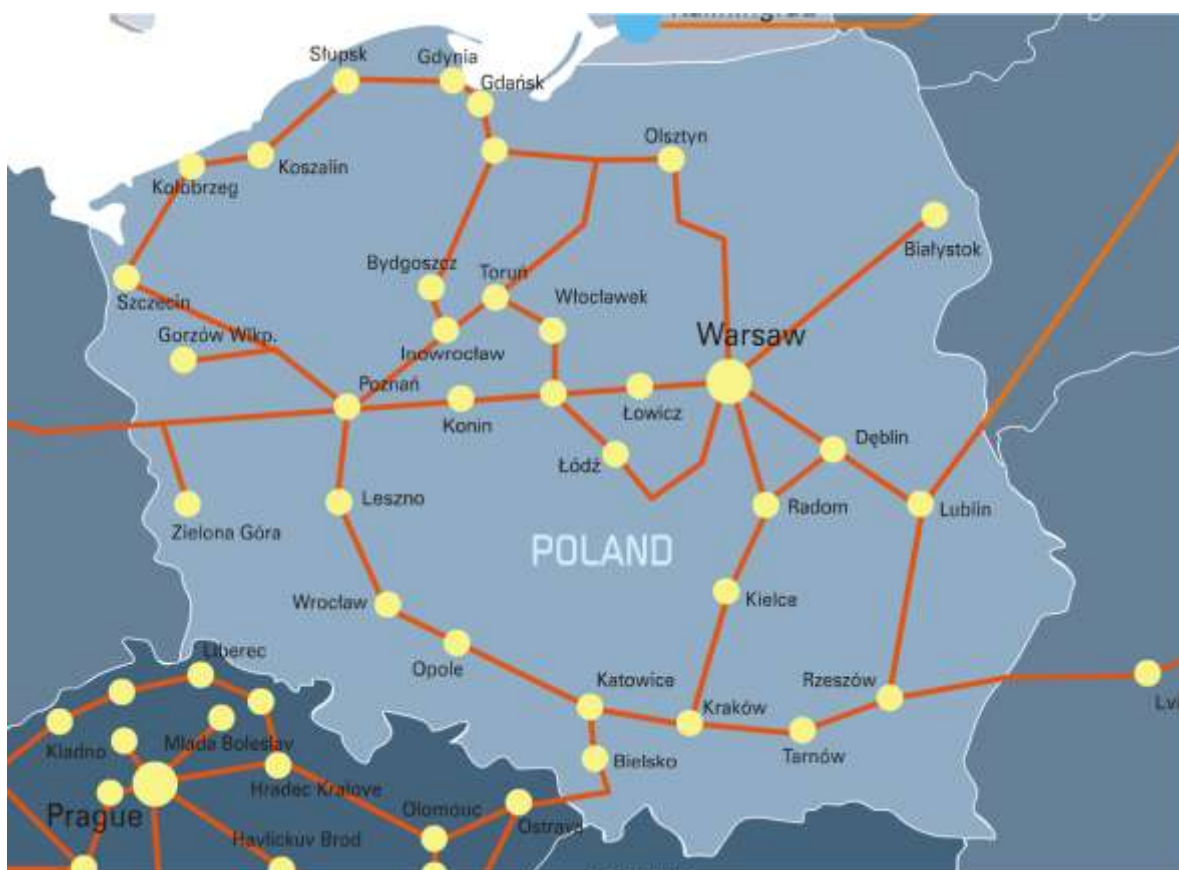 Słupsk
Gdynia
Gdańsk
Olsztyn
Koszalin
Kołobrzeg
Białystok
Bydgoszcz
Toruń
Włocławek
Szczecin
Gorzów Wikp.
Warsaw
Inowrocław
Poznań
Konin
Łowicz
Dęblin
Łódź
Leszno
Radom
Lublin
Zielona Góra
POLAND
Wrocław
Kielce
Opole
Liberec
Katowice
Rzeszów
Kraków
Kladno
Mlada Boleslav
Tarnów
Bielsko
Hradec Kralove
Prague
Olomouc
Ostrava
Havlickuv Brod